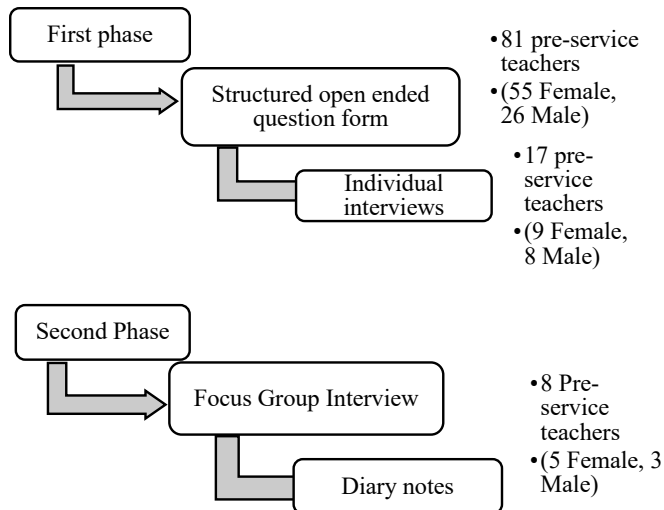 First phase
Structured open ended
question form
Individual
interviews
•81 pre-service
teachers
•(55 Female,
26 Male)
•17 pre-
service
teachers
•(9 Female,
8 Male)
Second Phase
Focus Group Interview
Diary notes
•8 Pre-
service
teachers
•(5 Female, 3
Male)